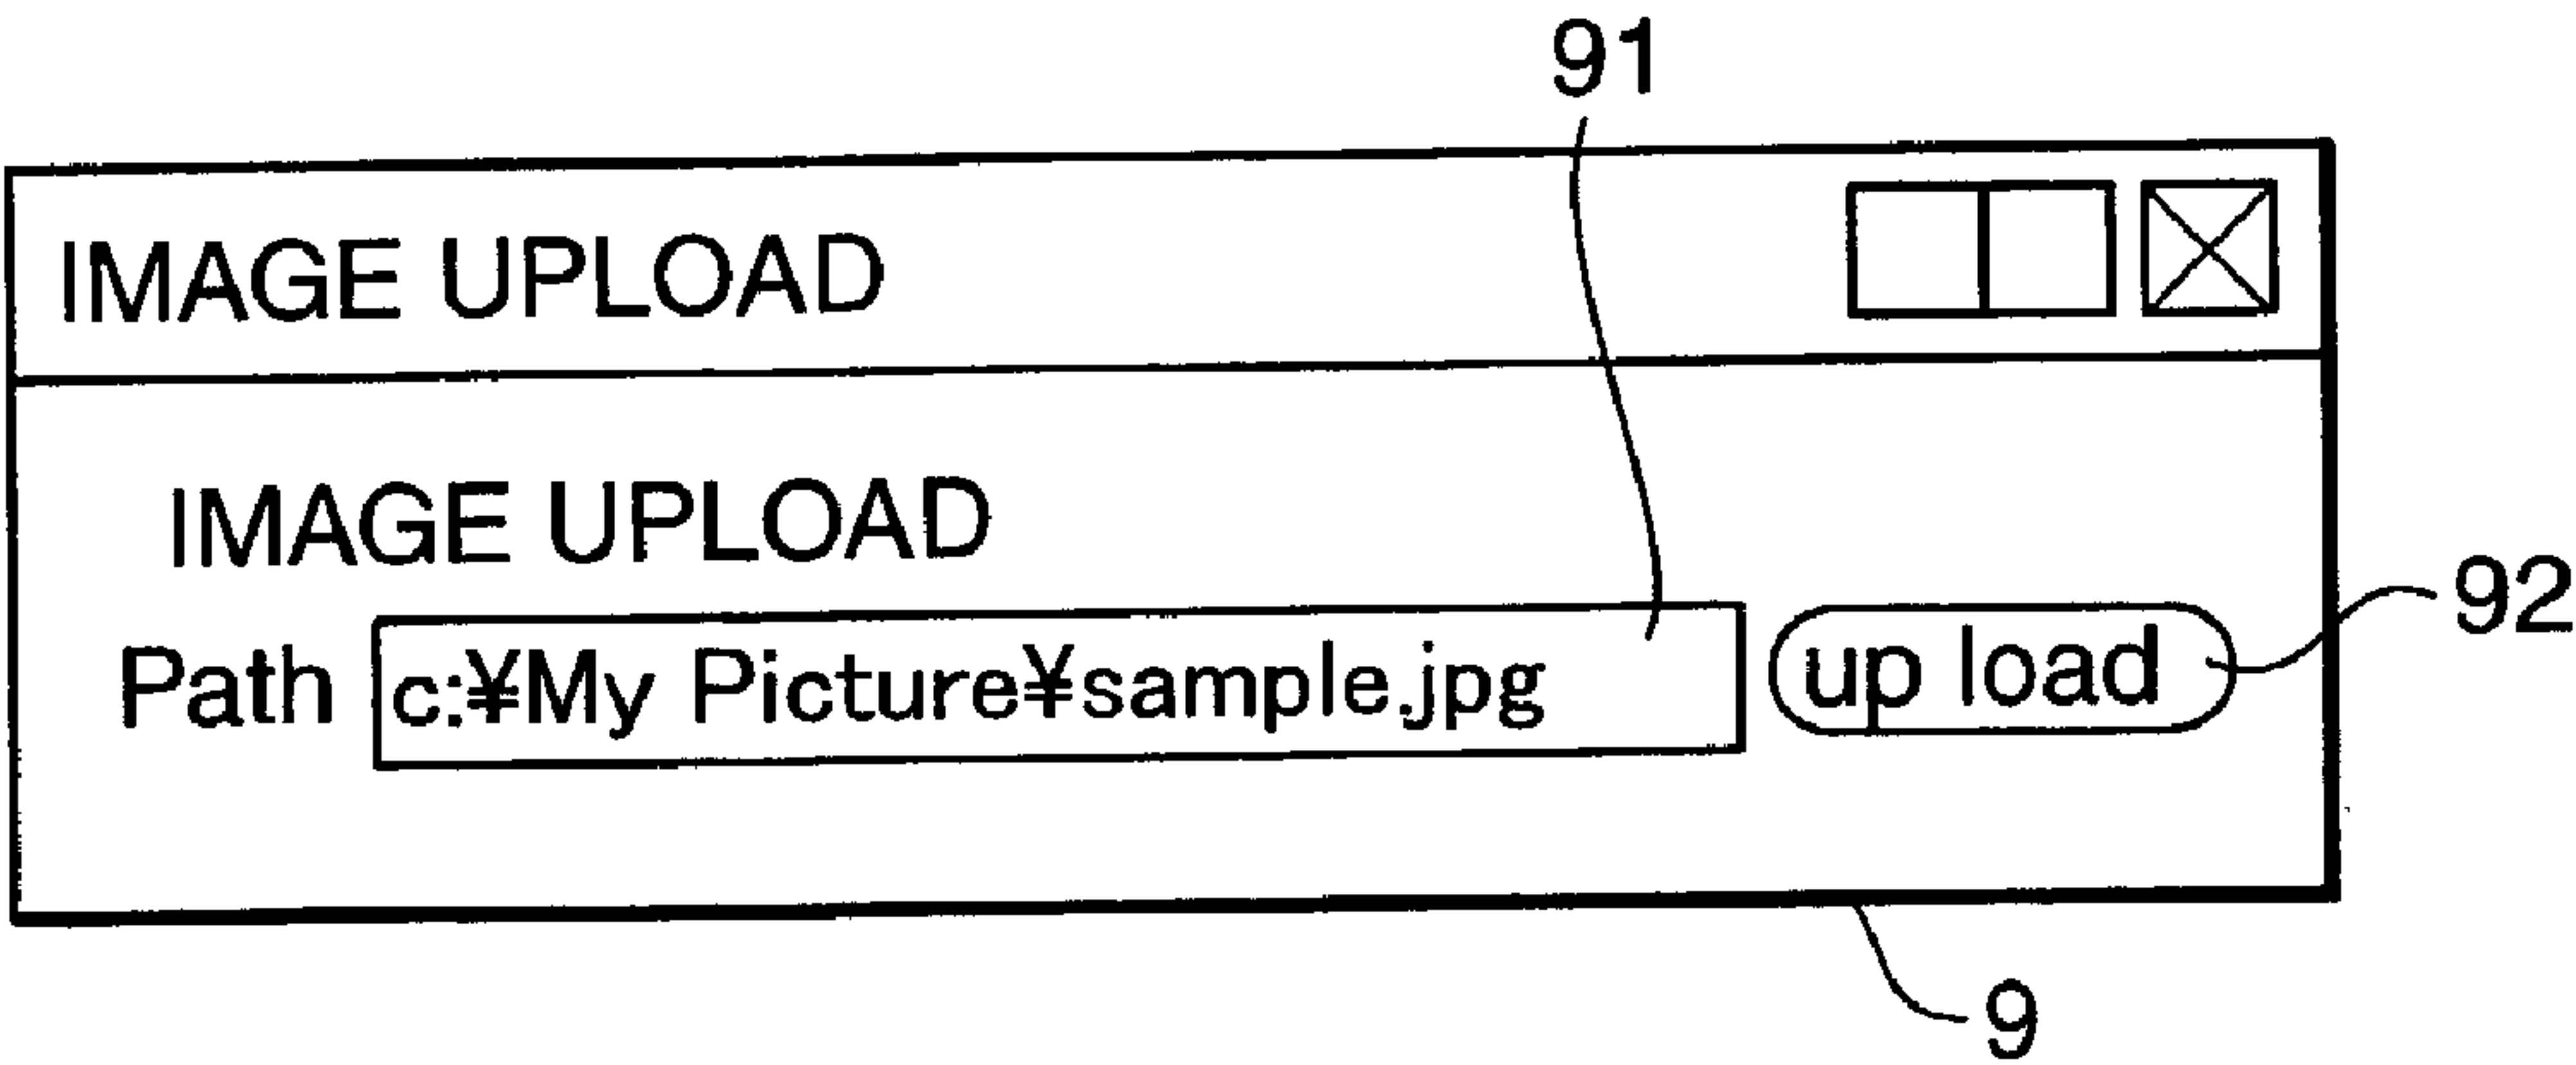 91
IMAGE UPLOAD
IMAGE UPLOAD
Path c:¥My Picture¥sample.jpg up load 92
9